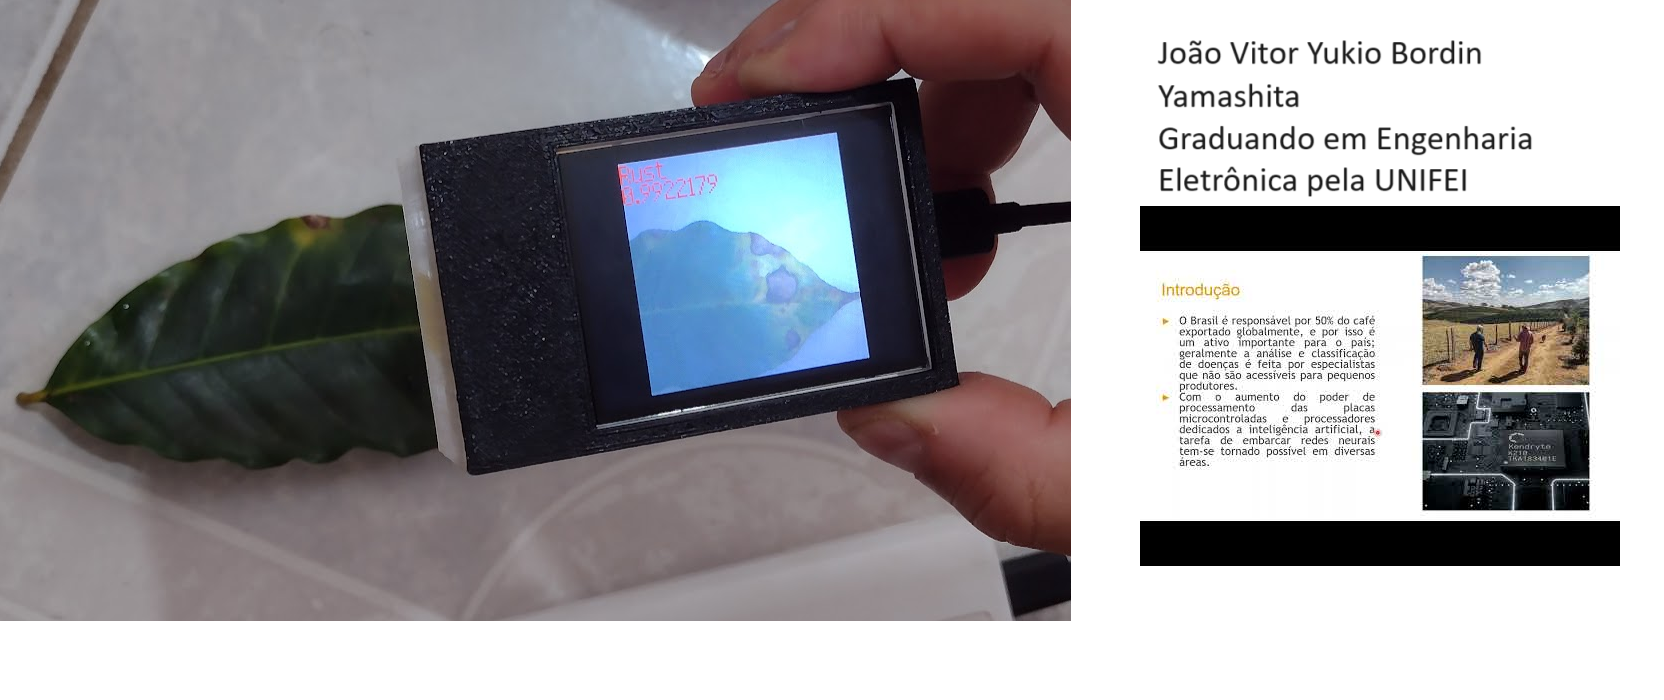 Rust
0.9922179
João Vitor Yukio Bordin
Yamashita
Graduando em Engenharia
Eletrônica pela UNIFEI
Introdução
O Brasil é responsável por 50% do café
exportado globalmente, e por isso é
um ativo importante para o país;
geralmente a análise e classificação
de doenças é feita por especialistas
que não são acessíveis para pequenos
produtores.
Com o aumento do poder de
processamento das placas
microcontroladas e processadores
dedicados a inteligência artificial, a
tarefa de embarcar redes neurais
tem-se tornado possível em diversas
áreas.
Kendryte
K210